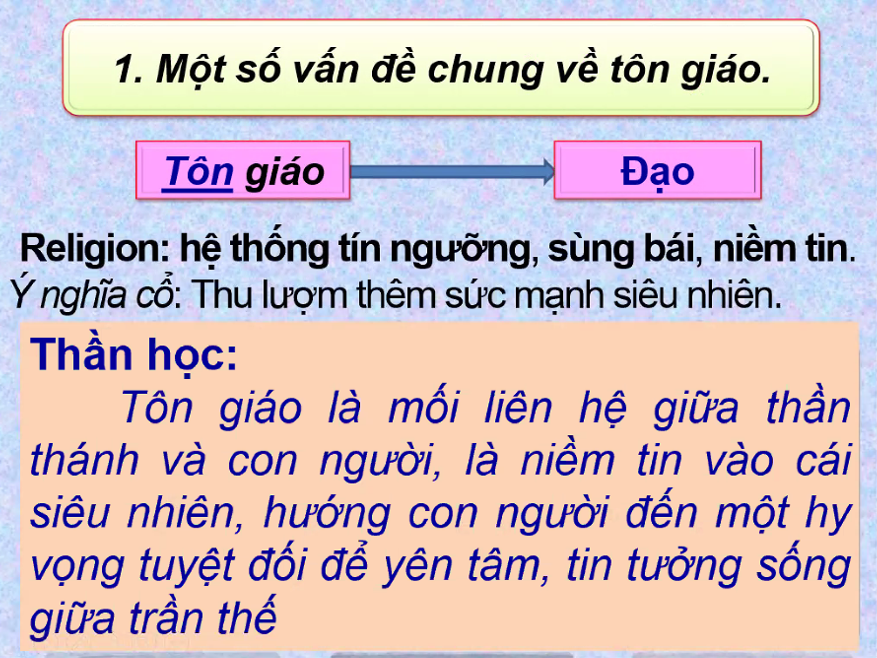 1. Một số vấn đề chung về tôn giáo.
Tôn giáo
Đạo
Religion: hệ thống tín ngưỡng, sùng bái, niềm tin.
Ý nghĩa cổ: Thu lượm thêm sức mạnh siêu nhiên.
Thần học:
Tôn giáo là mối liên hệ giữa thần
thánh và con người, là niềm tin vào cái
siêu nhiên, hướng con người đến một hy
vọng tuyệt đối để yên tâm, tin tưởng sống
giữa trần thế